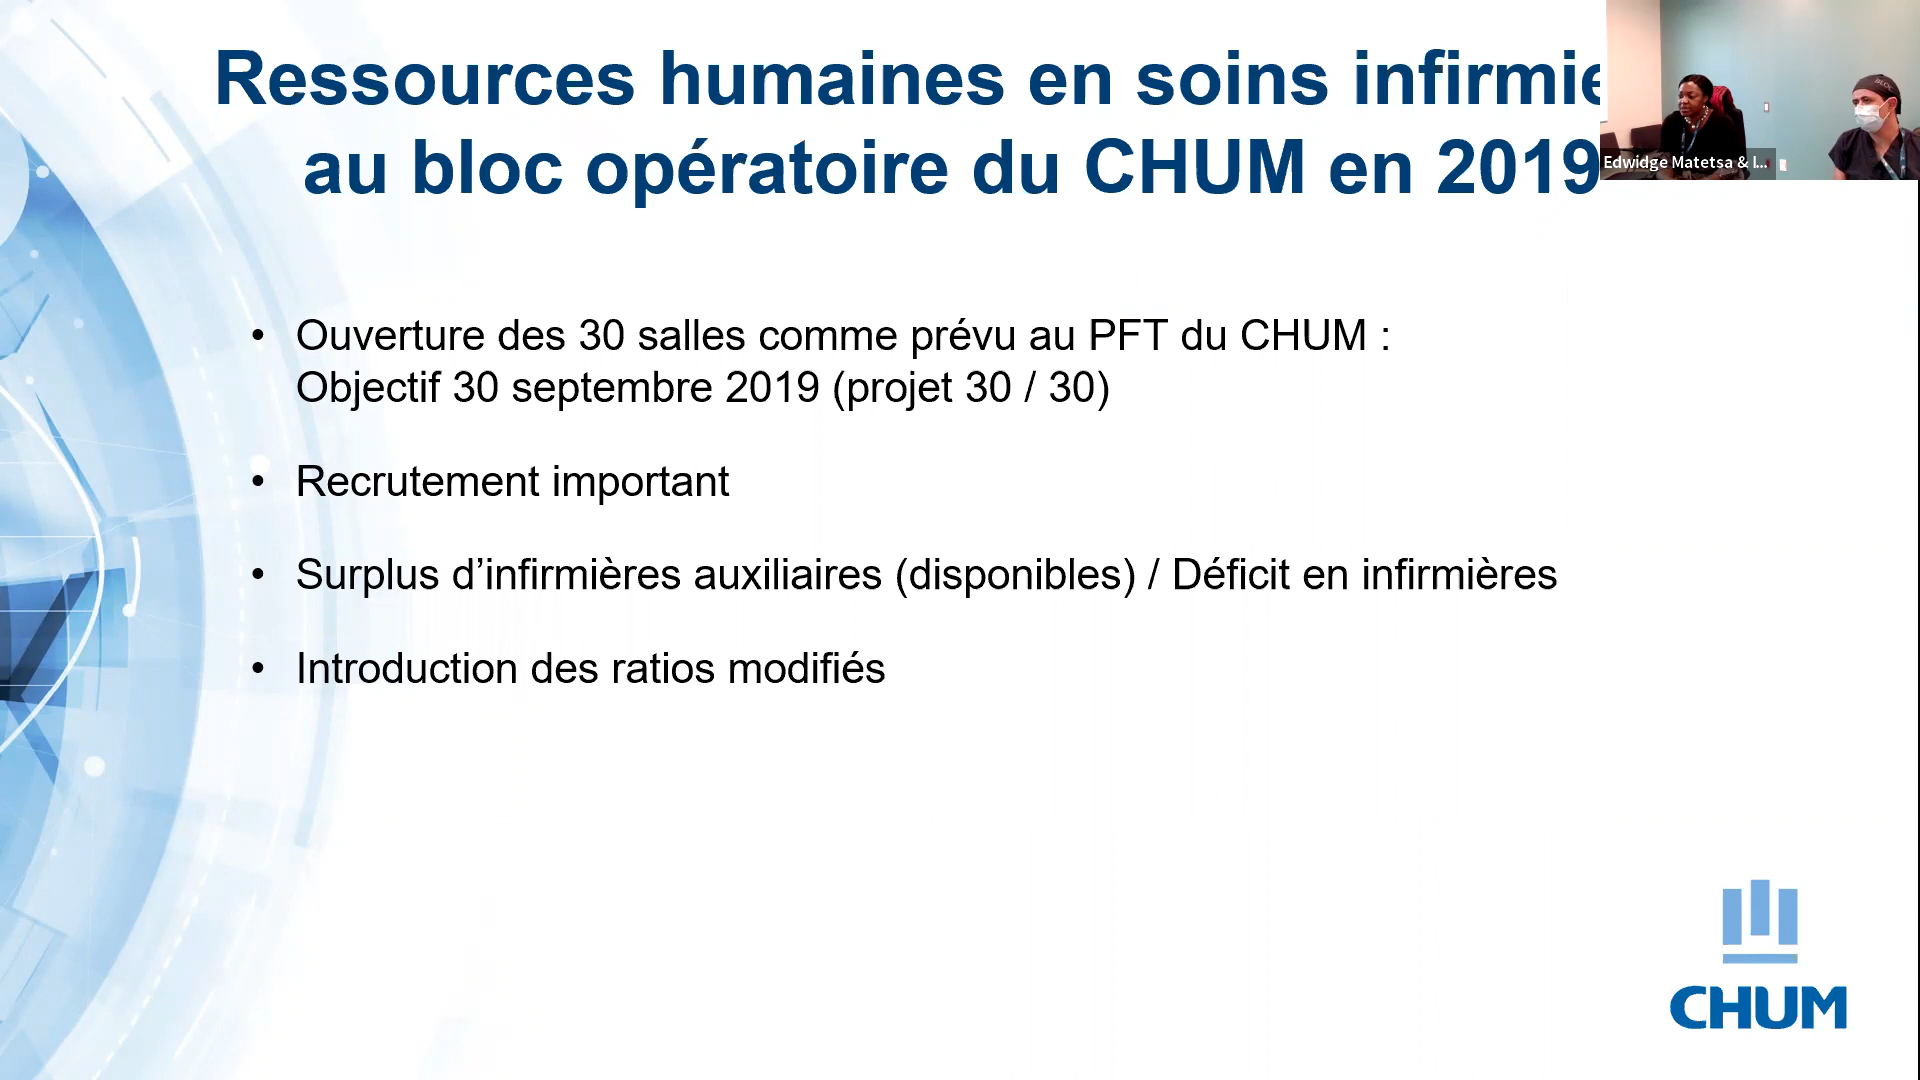 Ressources humaines en soins infirmie
au bloc opératoire du CHUM en 2019
Edwidge Matetsa & I...
• Ouverture des 30 salles comme prévu au PFT du CHUM :
Objectif 30 septembre 2019 (projet 30 / 30)
• Recrutement important
• Surplus d’infirmières auxiliaires (disponibles) / Déficit en infirmières
• Introduction des ratios modifiés
CHUM